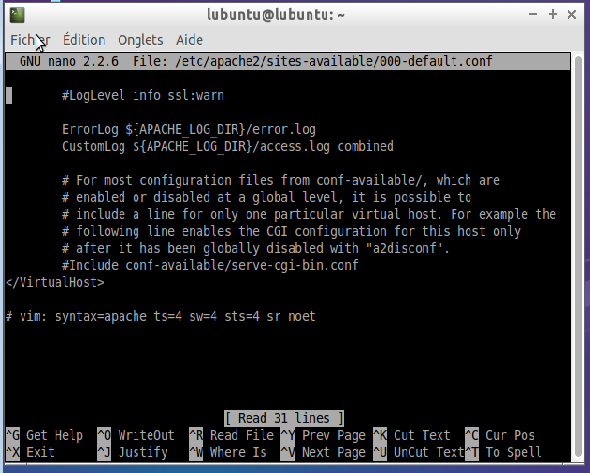 lubuntu@lubuntu: ~
Fichier Édition Onglets Aide
GNU nano 2.2.6 File: /etc/apache2/sites-available/000-default.conf
#LogLevel info ssl:warn
ErrorLog ${APACHE_LOG_DIR}/error.log
CustomLog ${APACHE_LOG_DIR}/access.log combined
# For most configuration files from conf-available/, which are
# enabled or disabled at a global level, it is possible to
# include a line for only one particular virtual host. For example the
# following line enables the CGI configuration for this host only
# after it has been globally disabled with "a2disconf".
#Include conf-available/serve-cgi-bin.conf
</VirtualHost>
# vim: syntax=apache ts=4 sw=4 sts=4 sr noet
[ Read 31 lines ]
^G Get Help ^O WriteOut ^R Read File ^Y Prev Page ^K Cut Text ^C Cur Pos
^X Exit ^J Justify ^W Where Is ^V Next Page ^U UnCut Text ^T To Spell